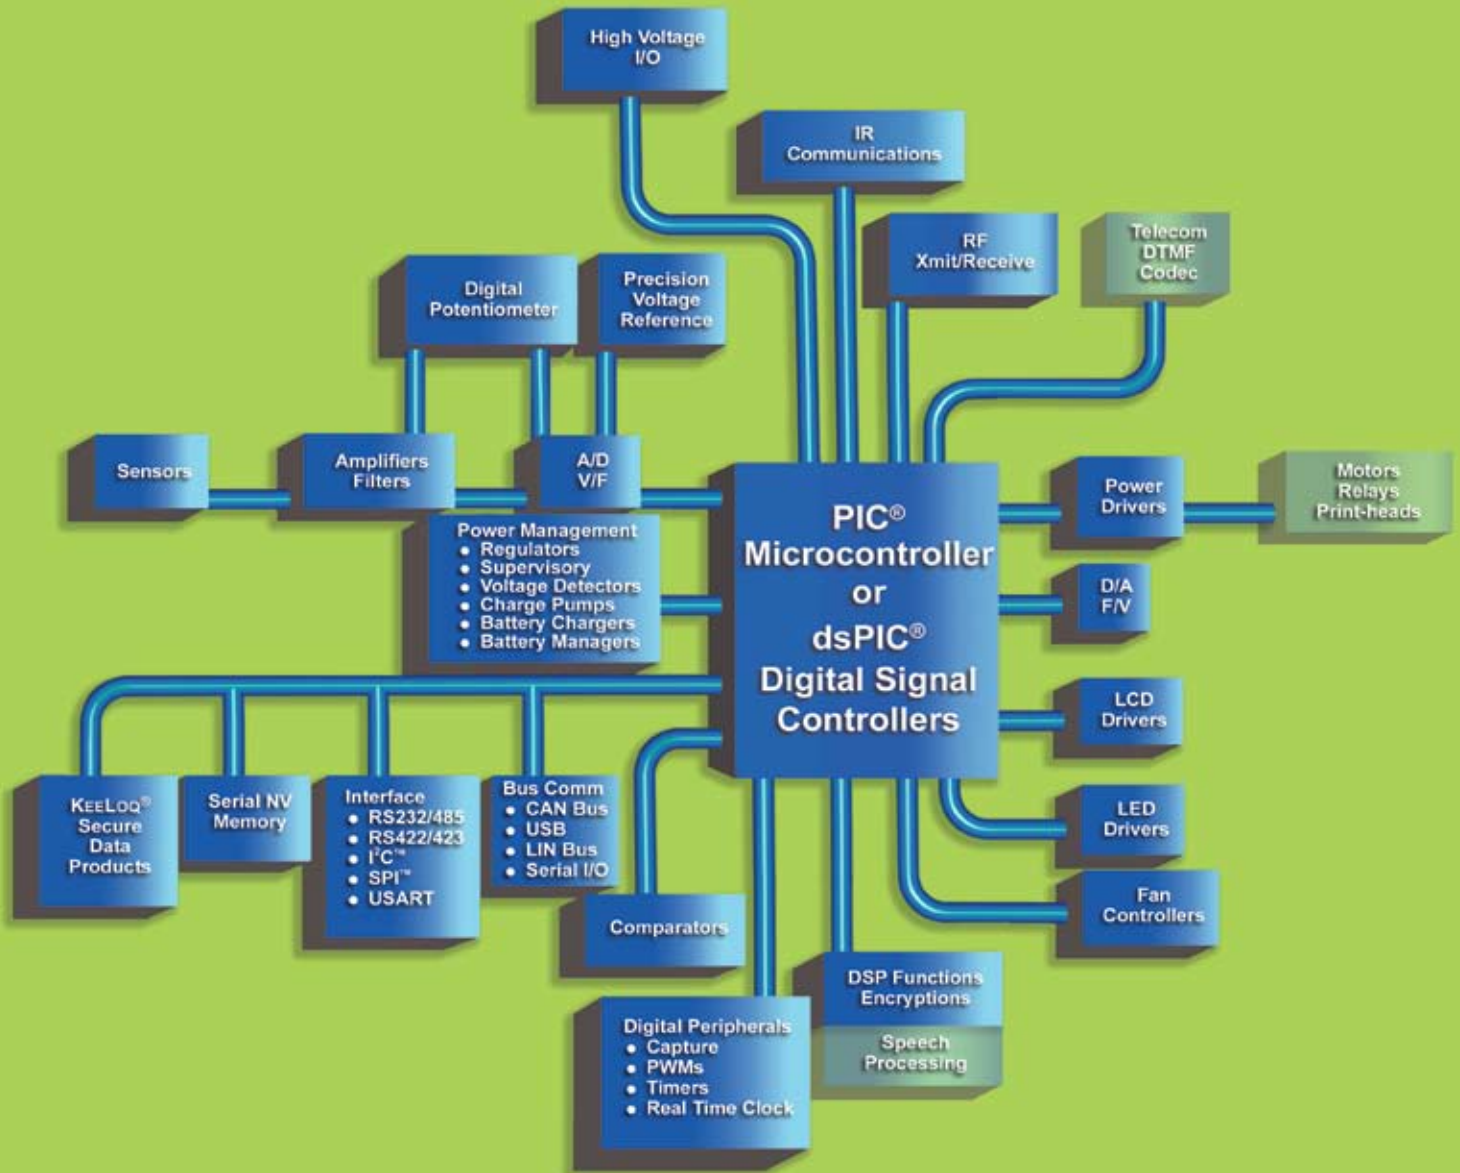 High Voltage
I/O
IR
Communications
RF
Xmit/Receive
Telecom
DTMF
Codec
Digital
Potentiometer
Precision
Voltage
Reference
Sensors
Amplifiers
Filters
A/D
V/F
Power Management
• Regulators
• Supervisory
• Voltage Detectors
• Charge Pumps
• Battery Chargers
• Battery Managers
PIC®
Microcontroller
or
dsPIC®
Digital Signal
Controllers
Power
Drivers
Motors
Relays
Print-heads
D/A
F/V
LCD
Drivers
LED
Drivers
Fan
Controllers
KEELOQ®
Secure
Data
Products
Serial NV
Memory
Interface
• RS232/485
• RS422/423
• I²C™
• SPI™
• USART
Bus Comm
• CAN Bus
• USB
• LIN Bus
• Serial I/O
Comparators
Digital Peripherals
• Capture
• PWMs
• Timers
• Real Time Clock
DSP Functions
Encryptions
Speech
Processing